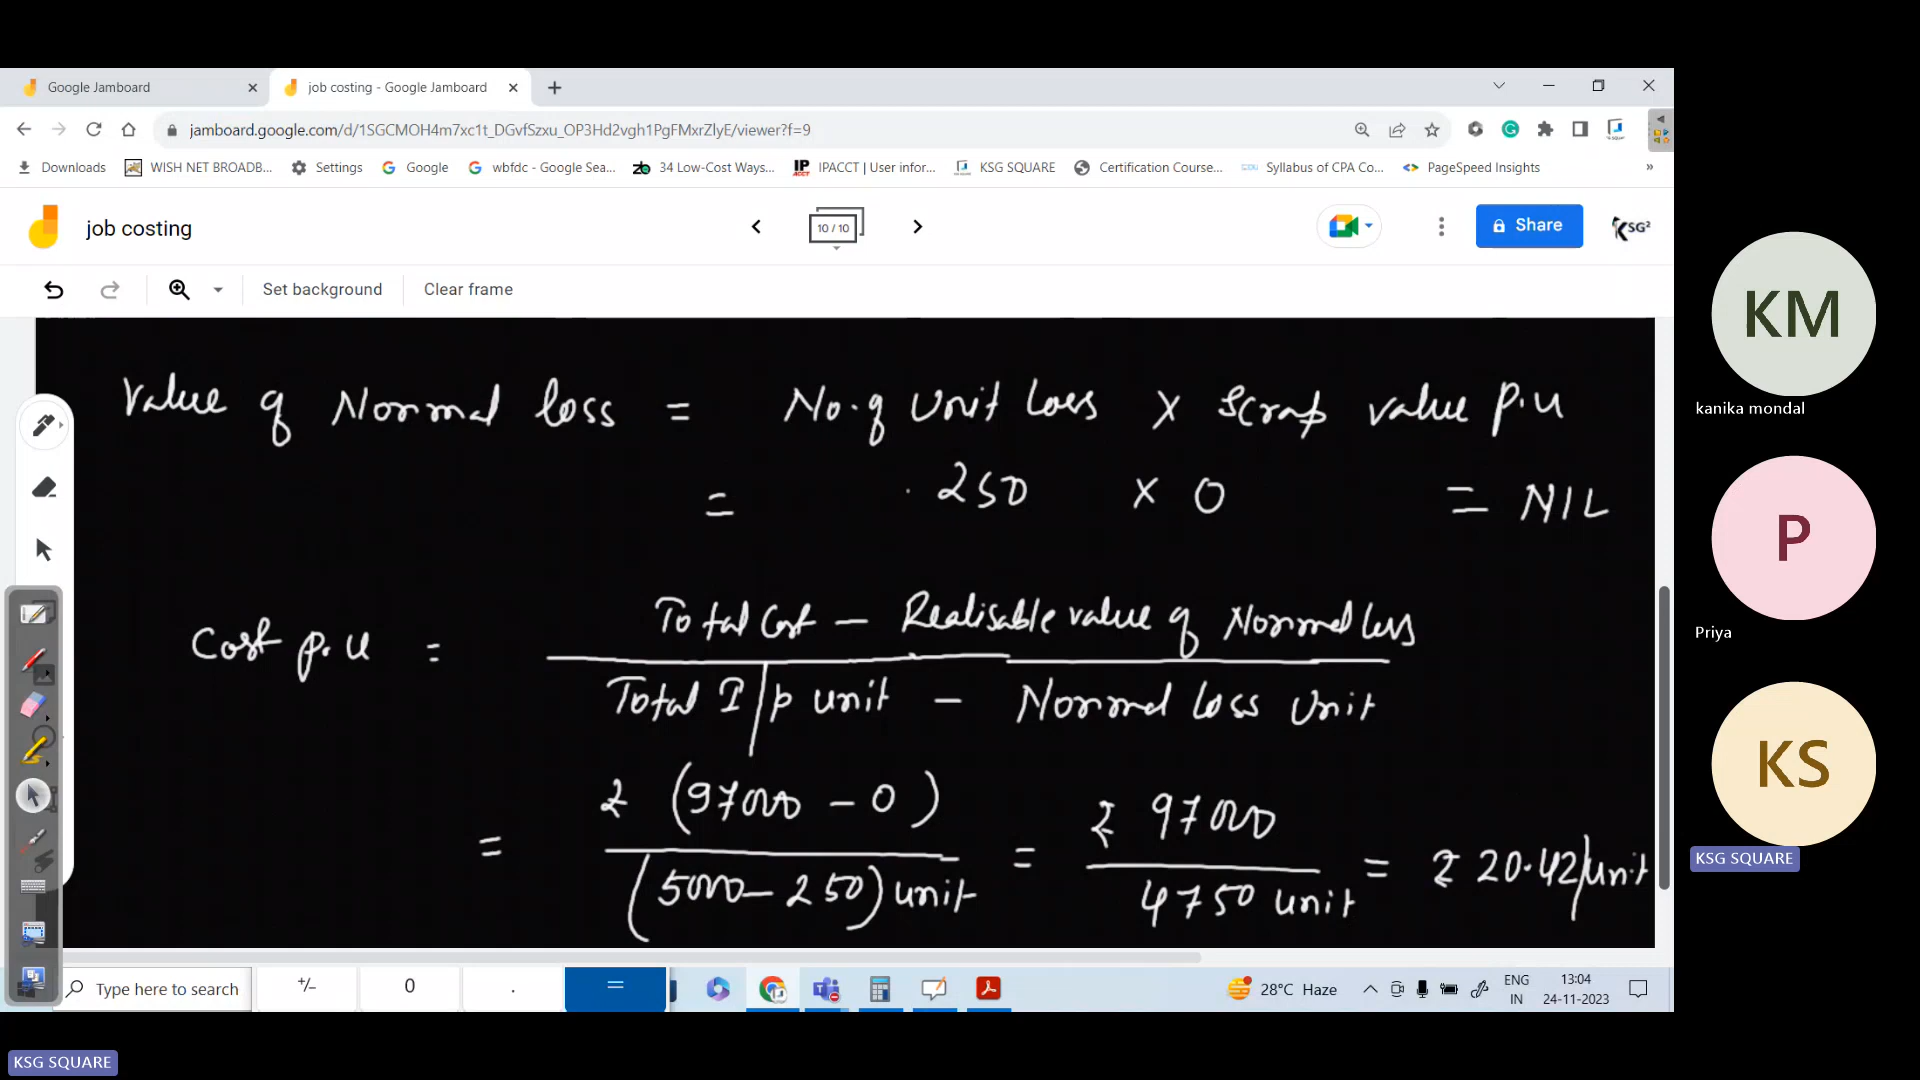 Google Jamboard
job costing - Google Jamboard
jamboard.google.com/d/1SGCMOH4m7xc1t_DGvfSzxu_OP3Hd2vgh1PgFMxrZlyE/viewer?f=9
Downloads WISH NET BROADB... Settings Google wbfdc - Google Sea... 34 Low-Cost Ways... IPACCT | User infor... KSG SQUARE Certification Course... Syllabus of CPA Co... PageSpeed Insights »
job costing
10 / 10
Share
KSG²
Set background Clear frame
Value of Normal loss = No. of Unit Loss X Scrap value P.U
= 250 X 0 = NIL
Cost p.u = Total Cost - Realisable value of Normal loss
Total I/p unit - Normal loss Unit
= ₹ (97000 - 0) = ₹ 97000 = ₹ 20.42/unit
(5000 - 250) unit 4750 unit
KM
kanika mondal
P
Priya
KS
KSG SQUARE
Type here to search
+/- 0 . =
28°C Haze
ENG
IN
13:04
24-11-2023
KSG SQUARE